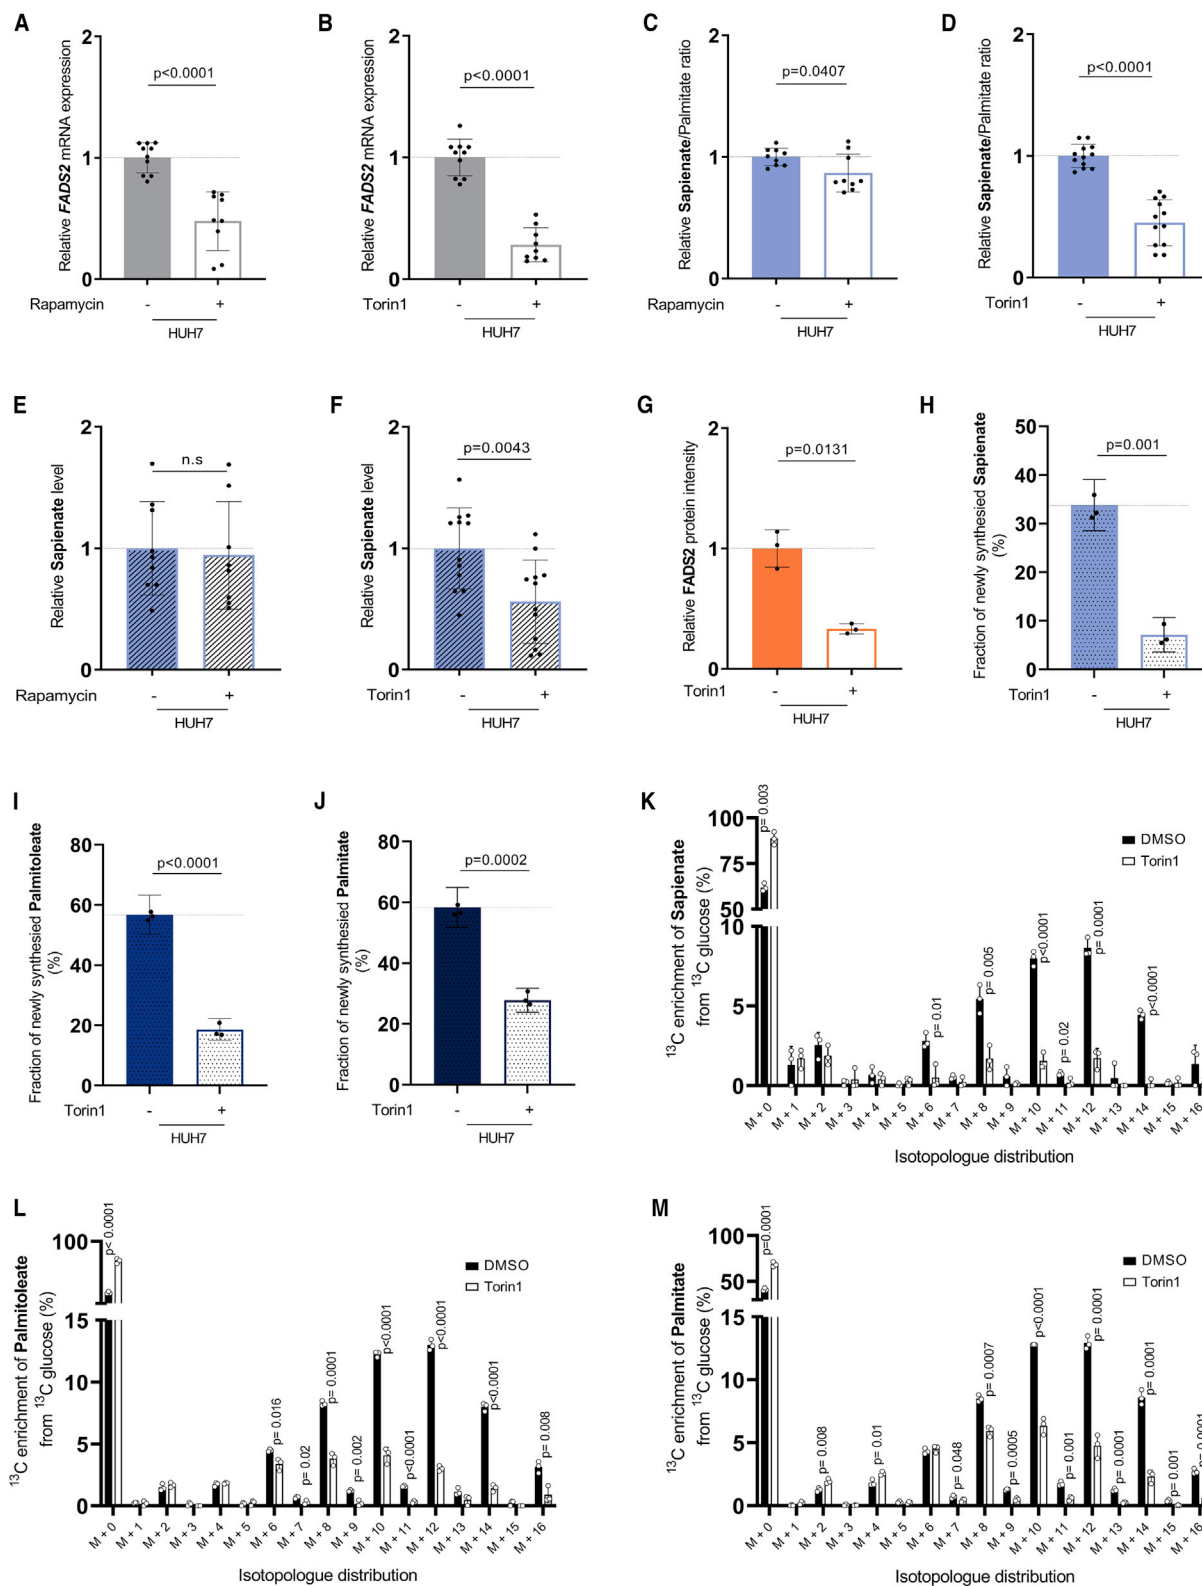 A
Relative FADS2 mRNA expression
2
1
0
p<0.0001
Rapamycin
-
+
HUH7
B
Relative FADS2 mRNA expression
2
1
0
p<0.0001
Torin1
-
+
HUH7
C
Relative Sapienate/Palmitate ratio
2
1
0
p=0.0407
Rapamycin
-
+
HUH7
D
Relative Sapienate/Palmitate ratio
2
1
0
p<0.0001
Torin1
-
+
HUH7
E
Relative Sapienate level
2
1
0
n.s
Rapamycin
-
+
HUH7
F
Relative Sapienate level
2
1
0
p=0.0043
Torin1
-
+
HUH7
G
Relative FADS2 protein intensity
2
1
0
p=0.0131
Torin1
-
+
HUH7
H
Fraction of newly synthesied Sapienate
(%)
50
40
30
20
10
0
p=0.001
Torin1
-
+
HUH7
I
Fraction of newly synthesied Palmitoleate
(%)
80
60
40
20
0
p<0.0001
Torin1
-
+
HUH7
J
Fraction of newly synthesied Palmitate
(%)
80
60
40
20
0
p=0.0002
Torin1
-
+
HUH7
K
13C enrichment of Sapienate
from 13C glucose (%)
100
75
50
10
5
0
DMSO
Torin1
p= 0.003
p= 0.01
p= 0.005
p<0.0001
p= 0.02
p= 0.0001
p<0.0001
M + 0
M + 1
M + 2
M + 3
M + 4
M + 5
M + 6
M + 7
M + 8
M + 9
M + 10
M + 11
M + 12
M + 13
M + 14
M + 15
M + 16
Isotopologue distribution
L
13C enrichment of Palmitoleate
from 13C glucose (%)
100
15
10
5
0
DMSO
Torin1
p< 0.0001
p= 0.016
p= 0.02
p= 0.0001
p= 0.002
p<0.0001
p<0.0001
p<0.0001
p<0.0001
p= 0.008
M + 0
M + 1
M + 2
M + 3
M + 4
M + 5
M + 6
M + 7
M + 8
M + 9
M + 10
M + 11
M + 12
M + 13
M + 14
M + 15
M + 16
Isotopologue distribution
M
13C enrichment of Palmitate
from 13C glucose (%)
100
50
15
10
5
0
DMSO
Torin1
p=0.0001
p= 0.008
p= 0.01
p= 0.048
p= 0.0007
p= 0.0005
p<0.0001
p= 0.001
p= 0.0001
p= 0.0001
p= 0.0001
p= 0.001
M + 0
M + 1
M + 2
M + 3
M + 4
M + 5
M + 6
M + 7
M + 8
M + 9
M + 10
M + 11
M + 12
M + 13
M + 14
M + 15
M + 16
Isotopologue distribution